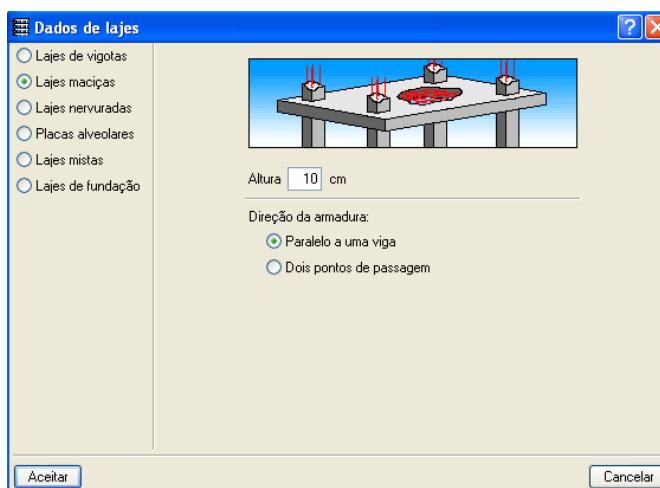 Dados de lajes
Lajes de vigotas
Lajes maciças
Lajes nervuradas
Placas alveolares
Lajes mistas
Lajes de fundação
Altura 10 cm
Direção da armadura:
Paralelo a uma viga
Dois pontos de passagem
Aceitar
Cancelar